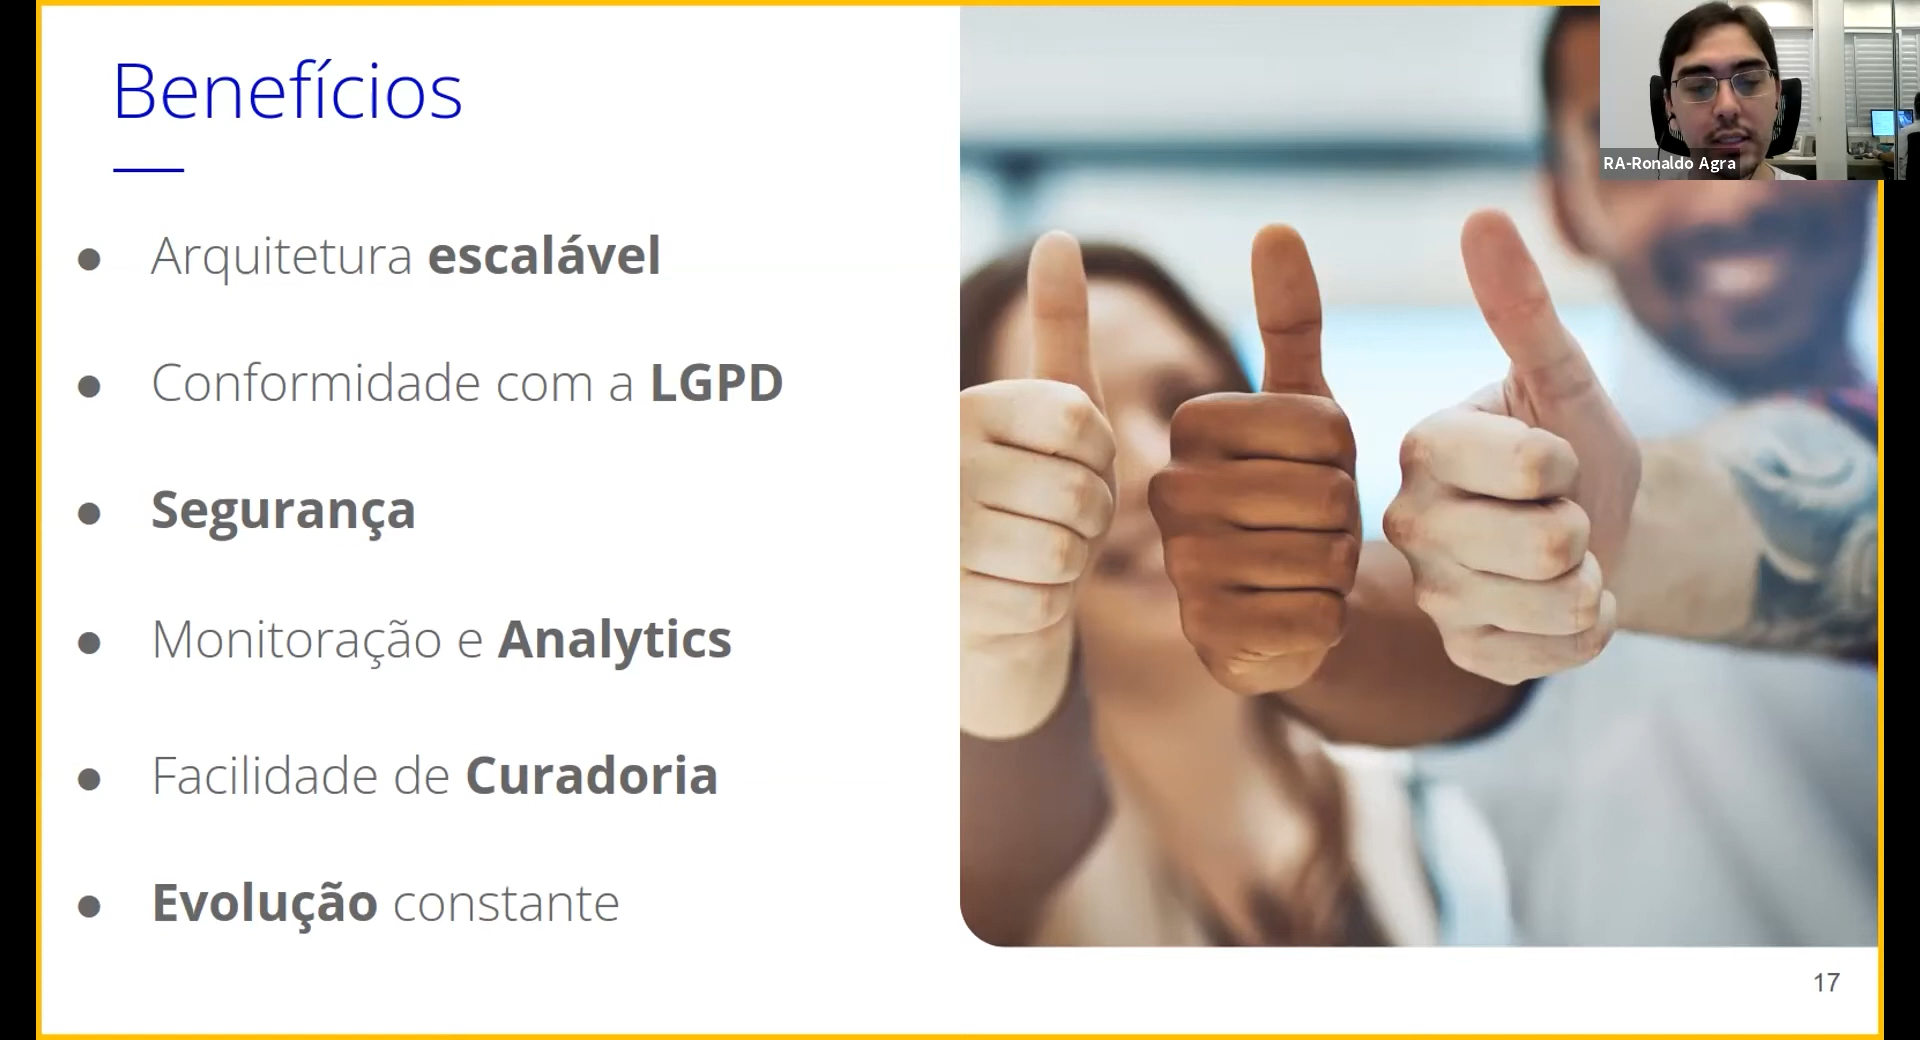 Benefícios
RA-Ronaldo Agra
● Arquitetura escalável
● Conformidade com a LGPD
● Segurança
● Monitoração e Analytics
● Facilidade de Curadoria
● Evolução constante
17